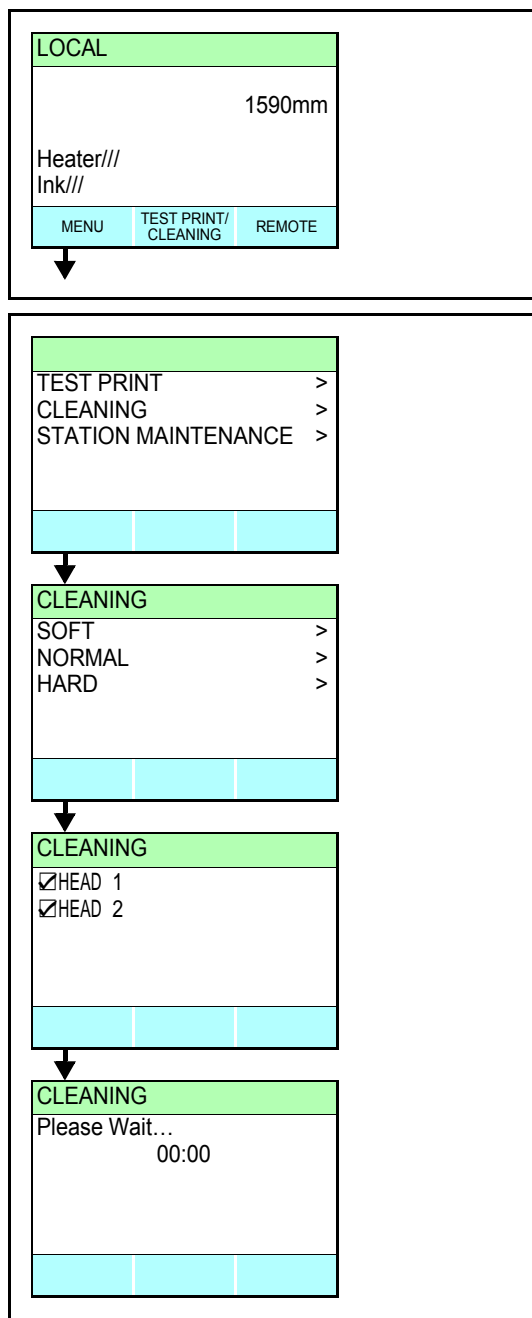 LOCAL
1590mm
Heater///
Ink///
MENU
TEST PRINT/
CLEANING
REMOTE
TEST PRINT >
CLEANING >
STATION MAINTENANCE >
CLEANING
SOFT >
NORMAL >
HARD >
CLEANING
☑HEAD 1
☑HEAD 2
CLEANING
Please Wait…
00:00